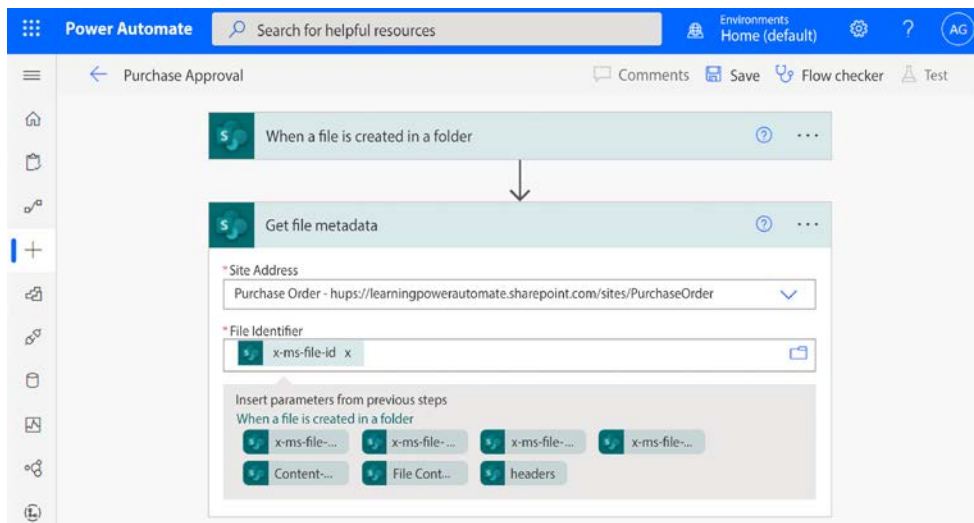 Power Automate
Search for helpful resources
Environments
Home (default)
?
AG
Purchase Approval
Comments
Save
Flow checker
Test
When a file is created in a folder
Get file metadata
*Site Address
Purchase Order - hups://learningpowerautomate.sharepoint.com/sites/PurchaseOrder
*File Identifier
x-ms-file-id x
Insert parameters from previous steps
When a file is created in a folder
x-ms-file-... x-ms-file-... x-ms-file-... x-ms-file-...
Content-... File Cont... headers